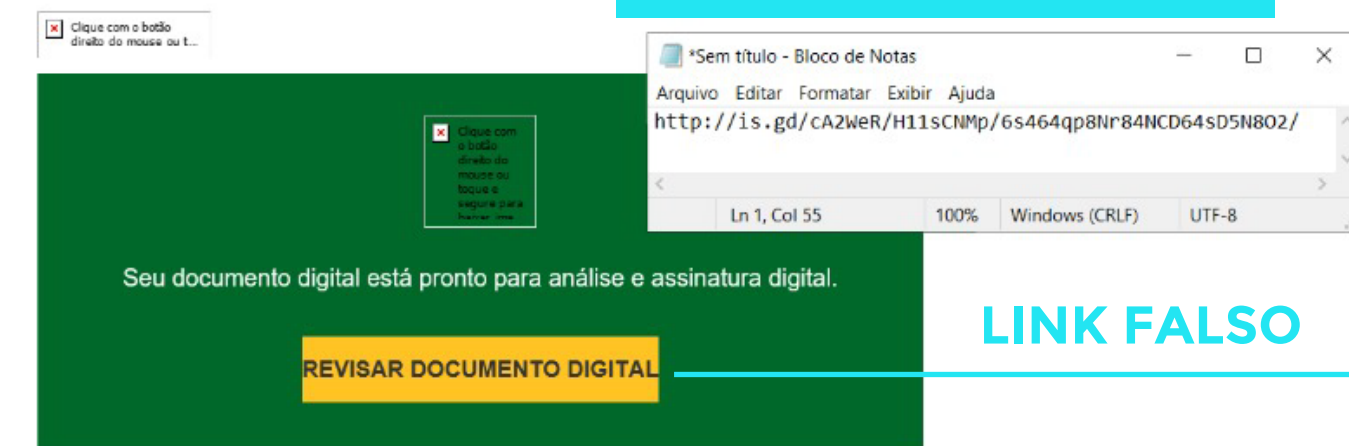 Clique com o botão
direito do mouse ou t...
*Sem título - Bloco de Notas
Arquivo Editar Formatar Exibir Ajuda
http://is.gd/cA2WeR/H11sCNMp/6s464qp8Nr84NCD64sD5N8O2/
Ln 1, Col 55 100% Windows (CRLF) UTF-8
Clique com
o botão
direito do
mouse ou
toque e
segure para
Seu documento digital está pronto para análise e assinatura digital.
LINK FALSO
REVISAR DOCUMENTO DIGITAL